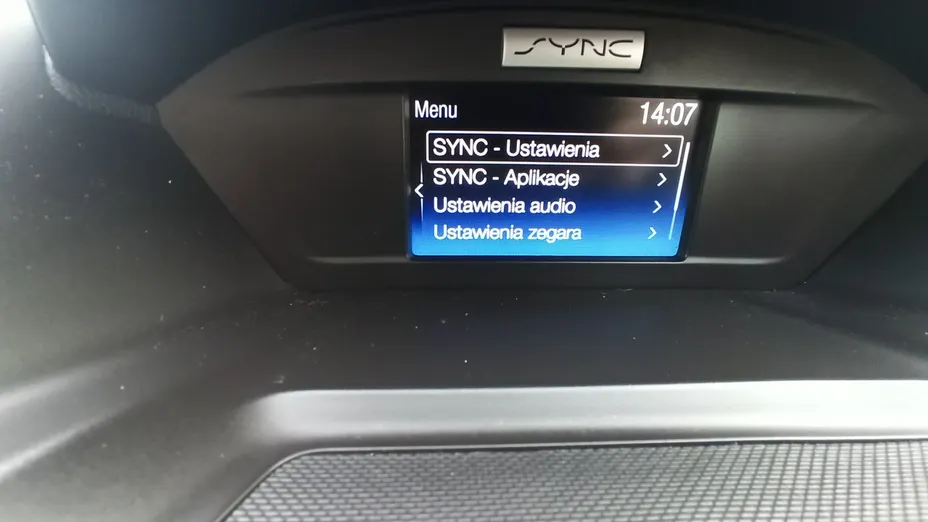 SYNC
Menu 14:07
SYNC - Ustawienia >
SYNC - Aplikacje >
<
Ustawienia audio >
Ustawienia zegara >